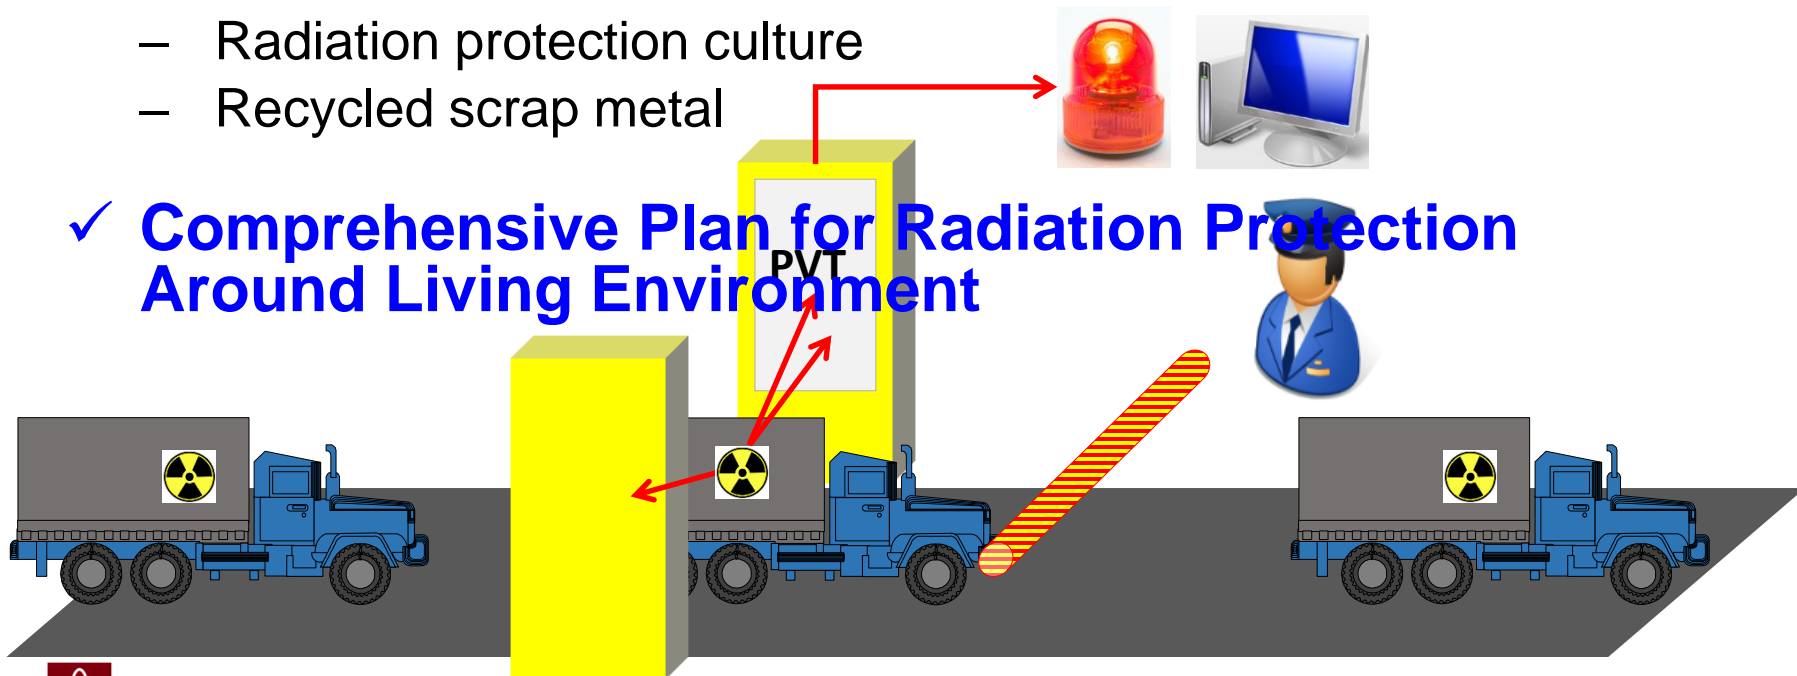 – Radiation protection culture
– Recycled scrap metal
✓ Comprehensive Plan for Radiation Protection
Around Living Environment
PVT